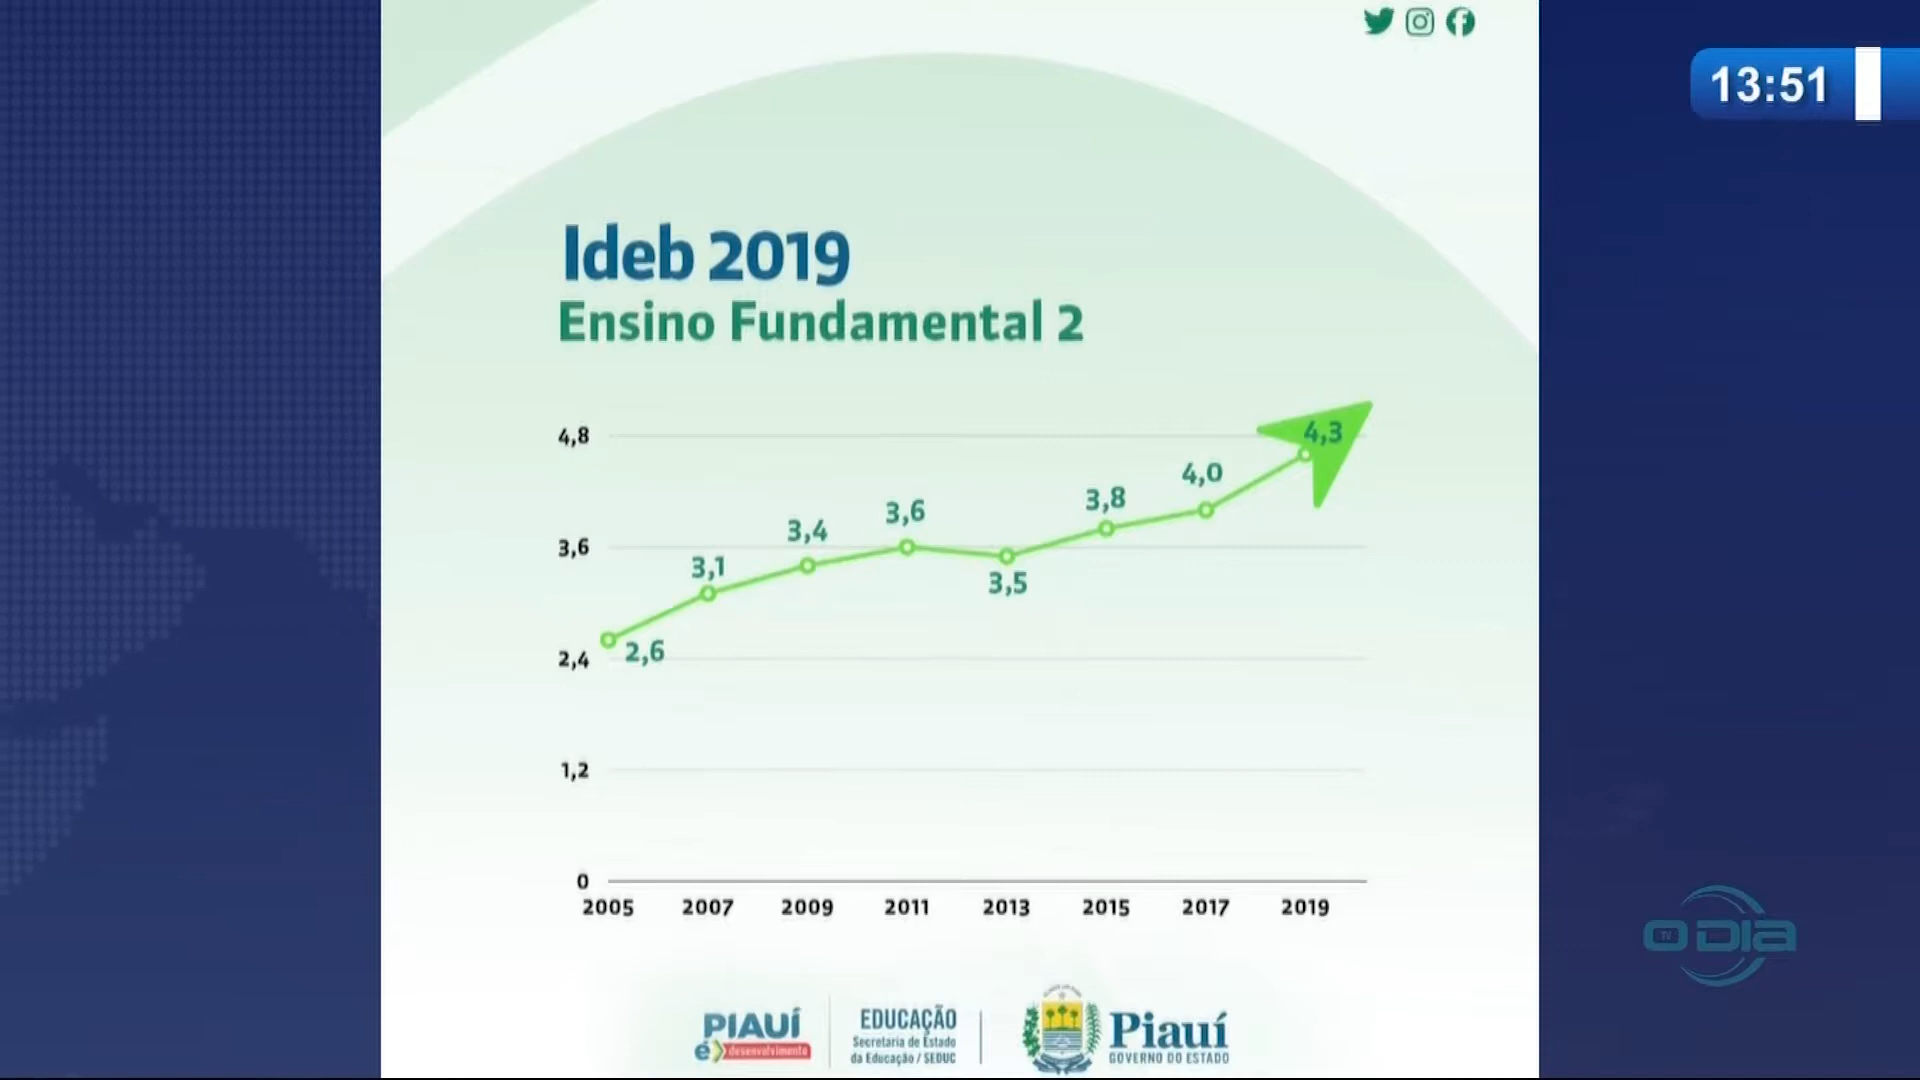 13:51
Ideb 2019
Ensino Fundamental 2
4,8
3,6
2,4
1,2
0
2,6
3,1
3,4
3,6
3,5
3,8
4,0
4,3
2005 2007 2009 2011 2013 2015 2017 2019
PIAUÍ
é desenvolvimento
EDUCAÇÃO
Secretaria de Estado
da Educação / SEDUC
Piauí
GOVERNO DO ESTADO
O DIA
TV